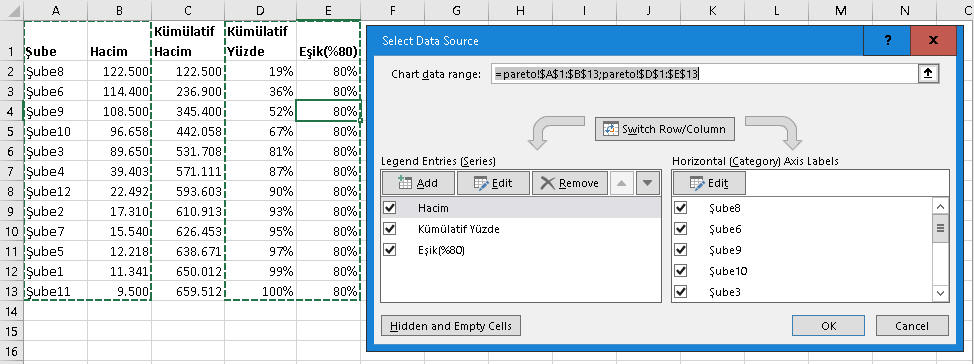 A B C D E F G H I J K L M N C
1 Şube Hacim Kümülatif Hacim Kümülatif Yüzde Eşik(%80)
2 Şube8 122.500 122.500 19% 80%
3 Şube6 114.400 236.900 36% 80%
4 Şube9 108.500 345.400 52% 80%
5 Şube10 96.658 442.058 67% 80%
6 Şube3 89.650 531.708 81% 80%
7 Şube4 39.403 571.111 87% 80%
8 Şube12 22.492 593.603 90% 80%
9 Şube2 17.310 610.913 93% 80%
10 Şube7 15.540 626.453 95% 80%
11 Şube5 12.218 638.671 97% 80%
12 Şube1 11.341 650.012 99% 80%
13 Şube11 9.500 659.512 100% 80%
14
15
16
Select Data Source ? X
Chart data range: =pareto!$A$1:$B$13;pareto!$D$1:$E$13
Switch Row/Column
Legend Entries (Series)
Add Edit Remove
Hacim
Kümülatif Yüzde
Eşik(%80)
Horizontal (Category) Axis Labels
Edit
Şube8
Şube6
Şube9
Şube10
Şube3
Hidden and Empty Cells
OK Cancel